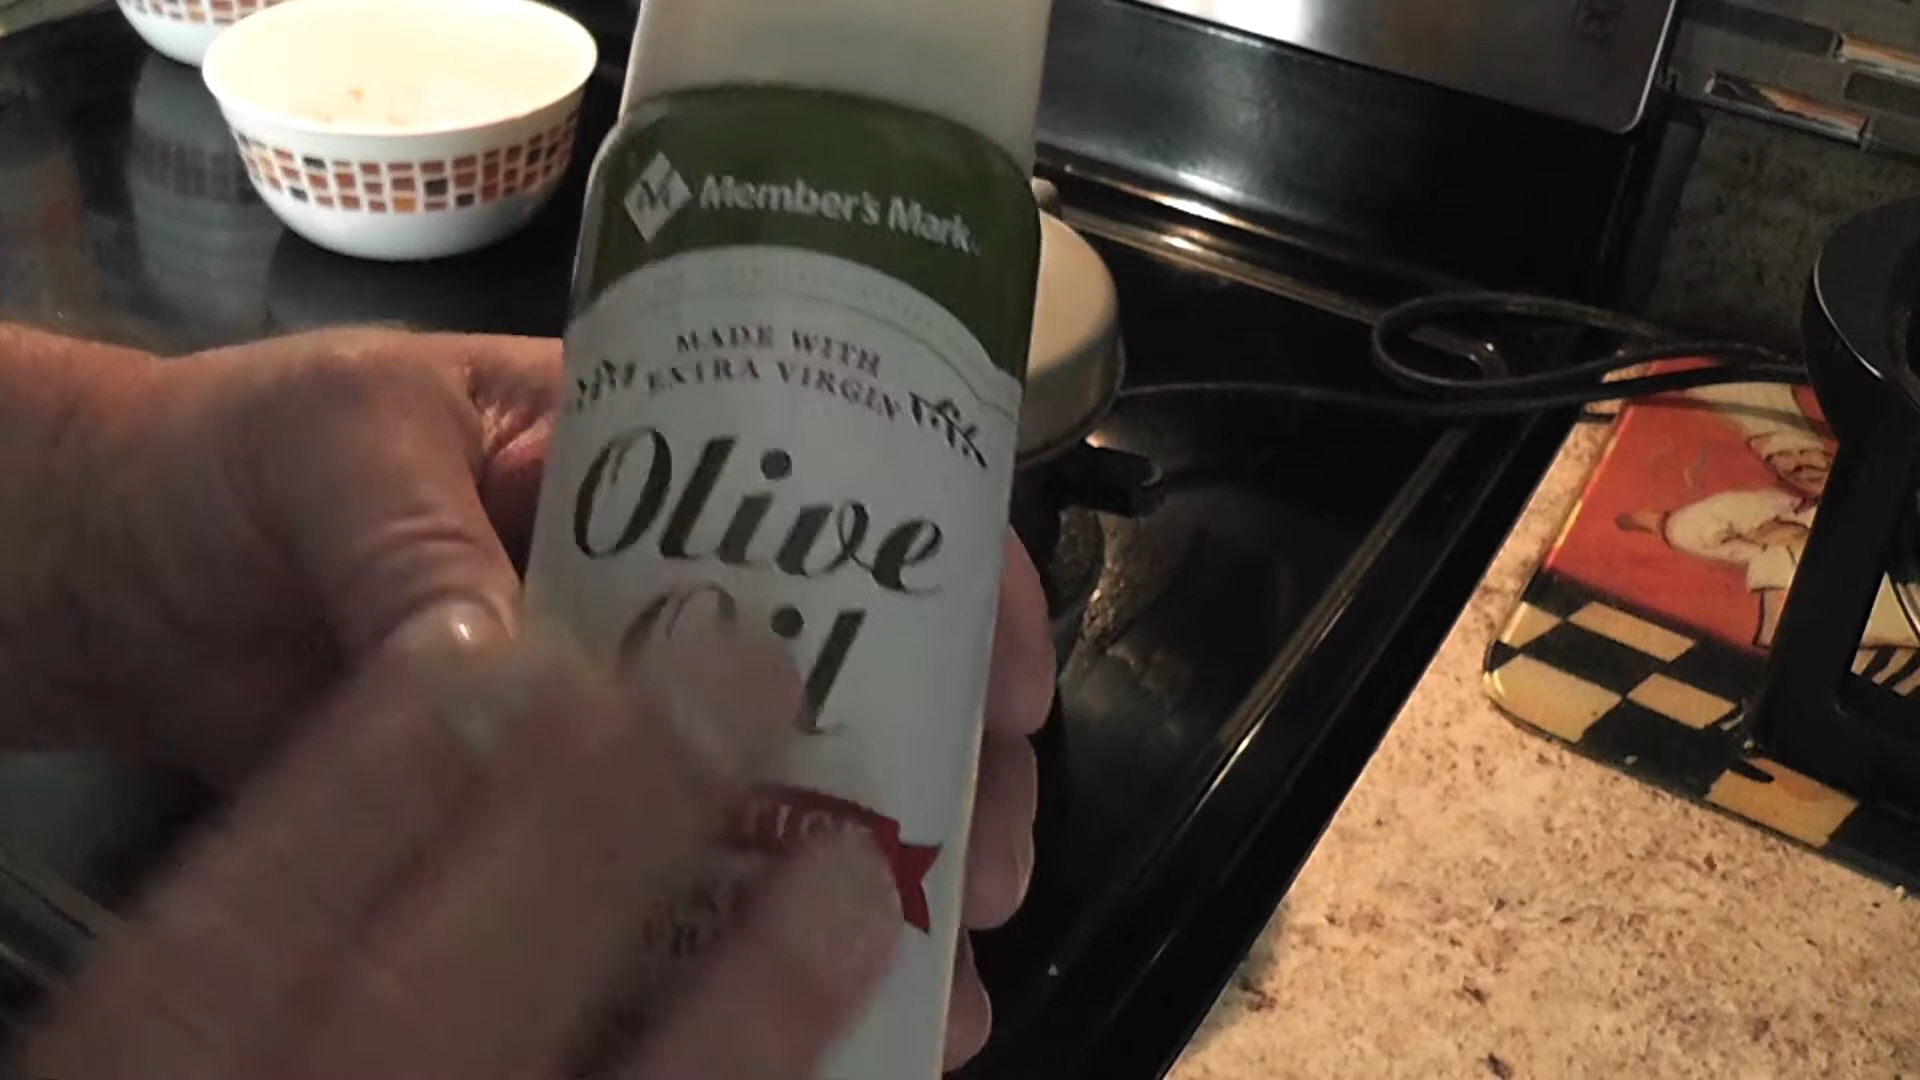 Member's Mark
MADE WITH
EXTRA VIRGIN
Olive
Oil